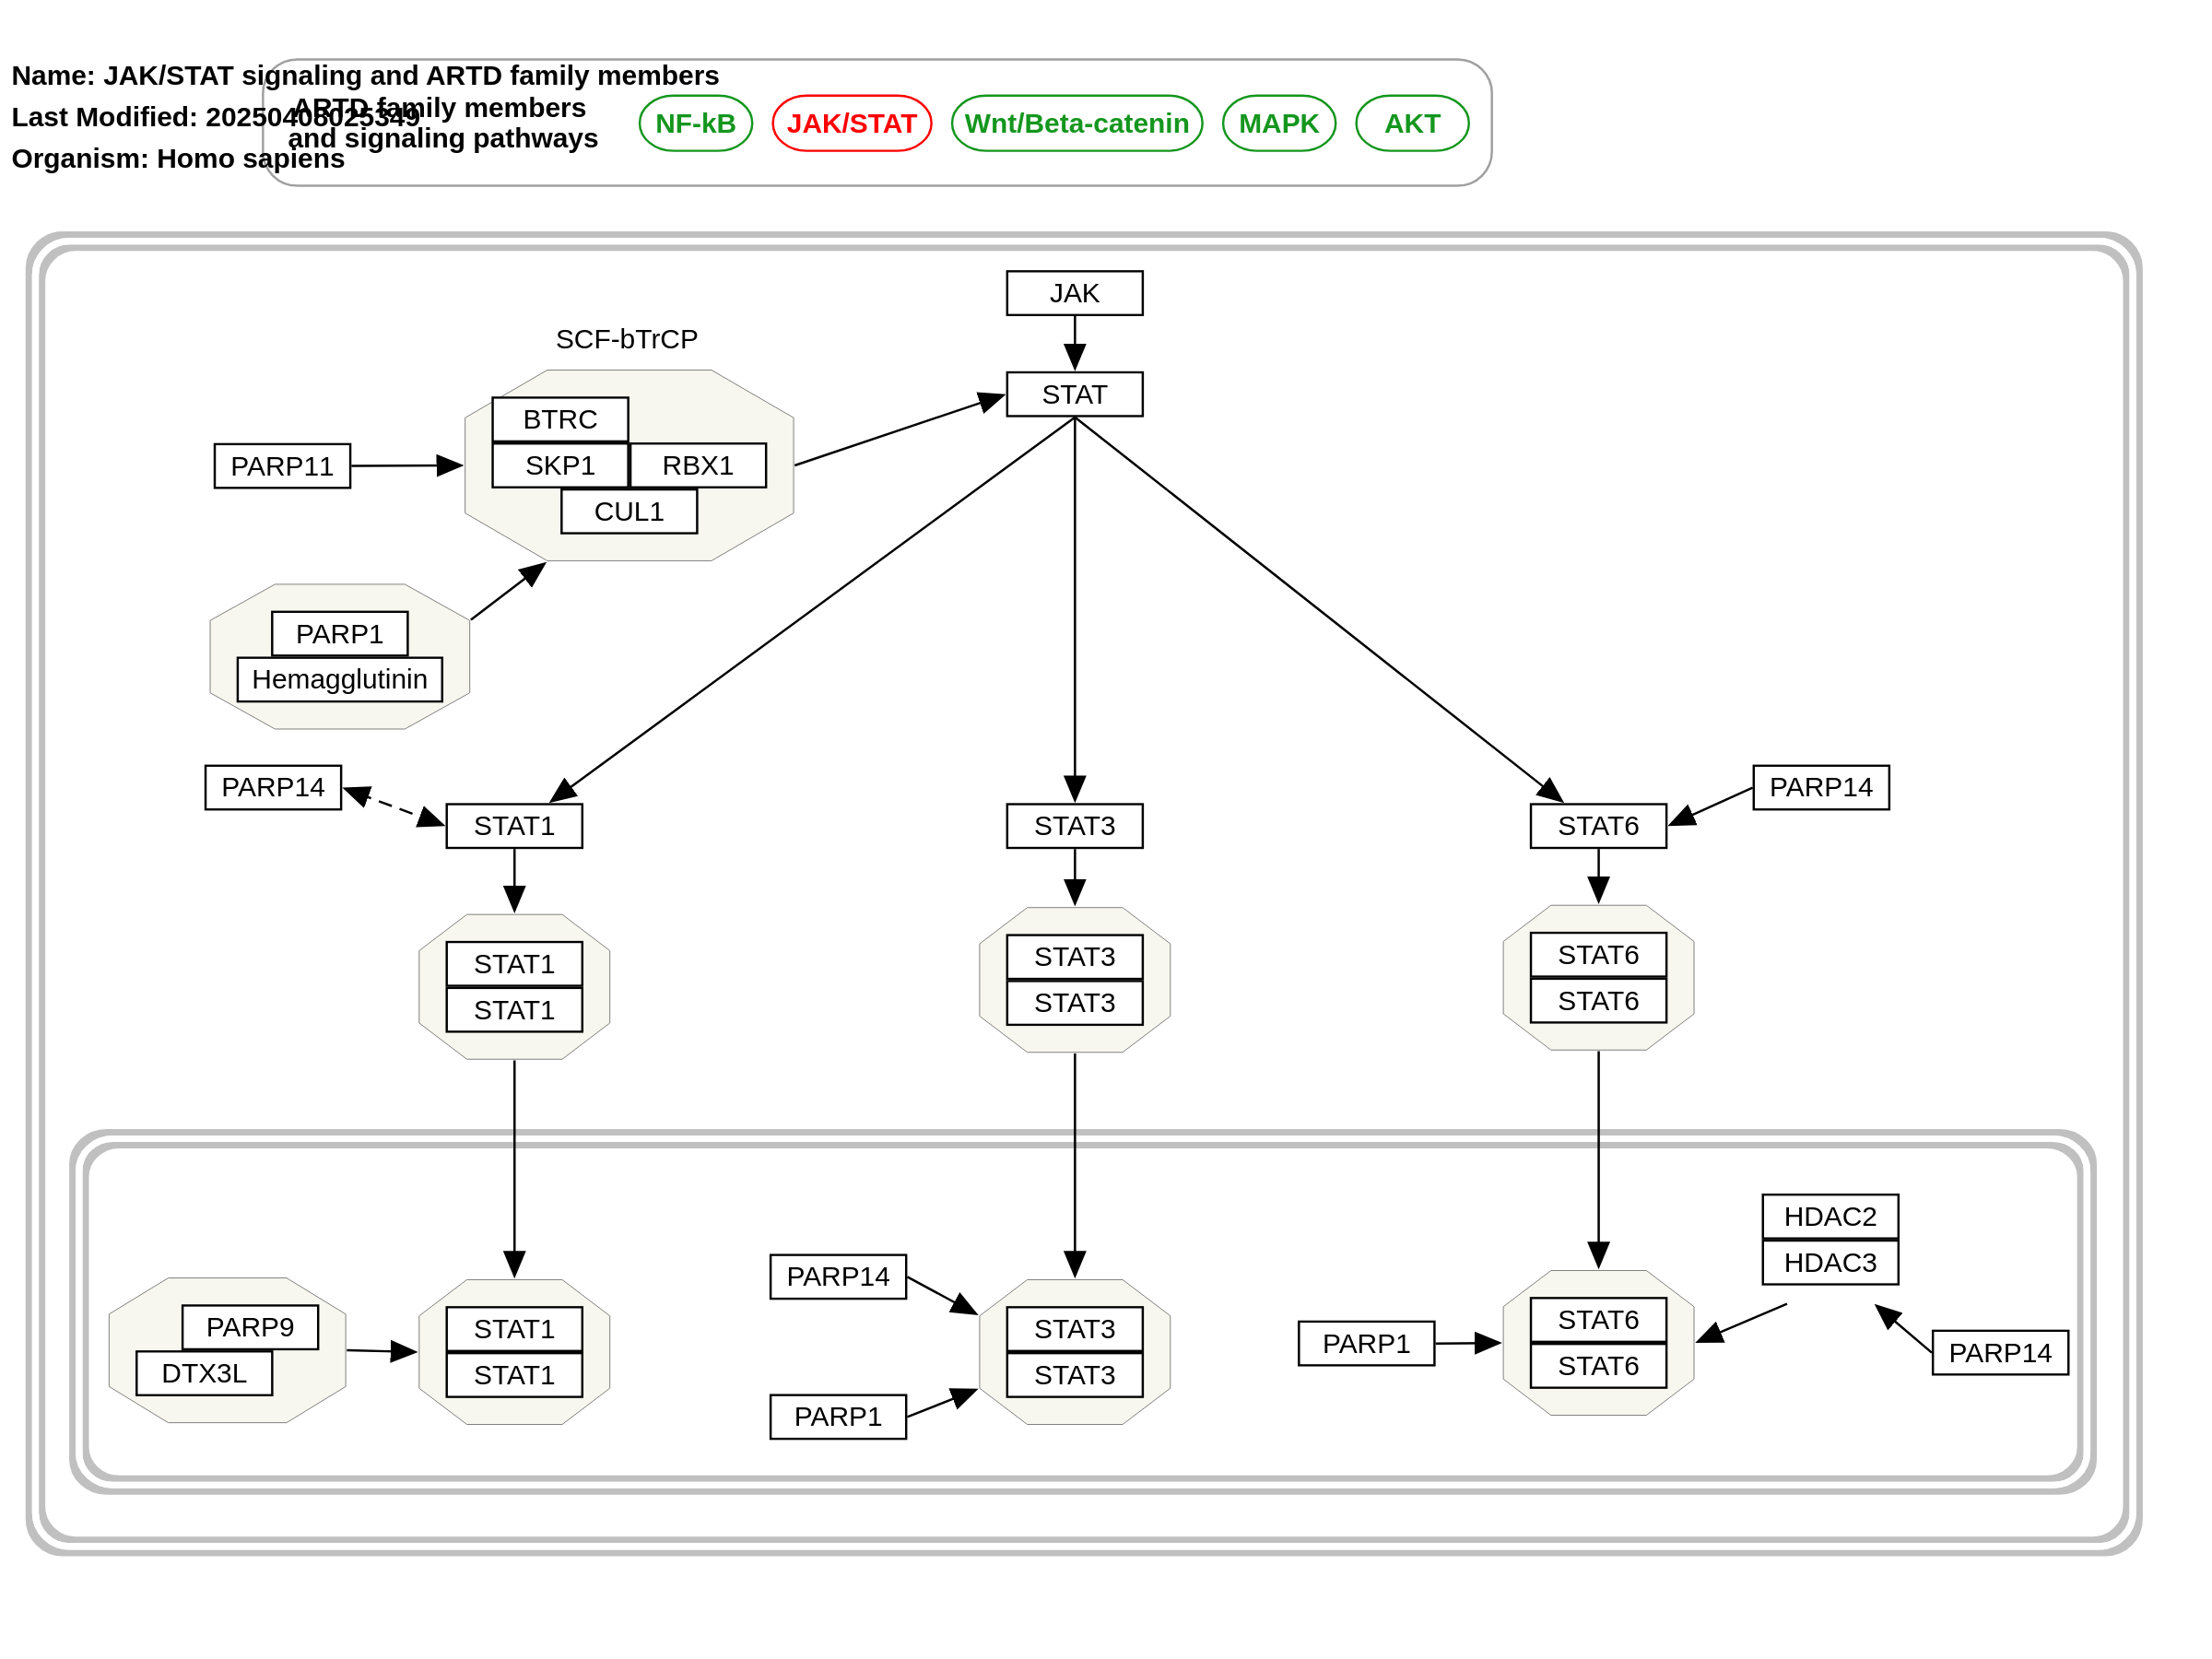 Name: JAK/STAT signaling and ARTD family members
Last Modified: 20250408025349
Organism: Homo sapiens
ARTD family members
and signaling pathways
NF-kB
JAK/STAT
Wnt/Beta-catenin
MAPK
AKT
JAK
SCF-bTrCP
STAT
BTRC
SKP1
RBX1
CUL1
PARP11
PARP1
Hemagglutinin
PARP14
STAT1
STAT3
STAT6
PARP14
STAT1
STAT1
STAT3
STAT3
STAT6
STAT6
HDAC2
HDAC3
PARP14
PARP9
DTX3L
STAT1
STAT1
STAT3
STAT3
PARP1
PARP1
STAT6
STAT6
PARP14